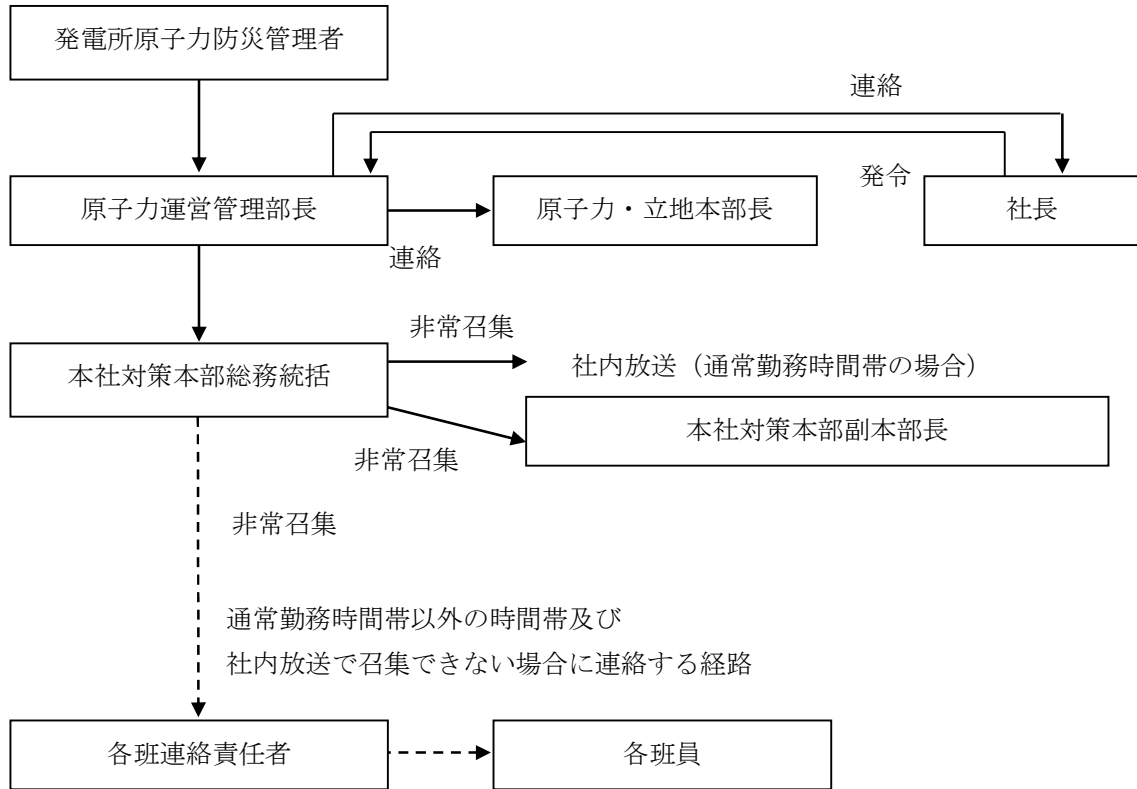 発電所原子力防災管理者
連絡
発令
原子力運営管理部長
原子力・立地本部長
社長
連絡
非常召集
本社対策本部総務統括
社内放送（通常勤務時間帯の場合）
本社対策本部副本部長
非常召集
非常召集
通常勤務時間帯以外の時間帯及び
社内放送で召集できない場合に連絡する経路
各班連絡責任者
各班員